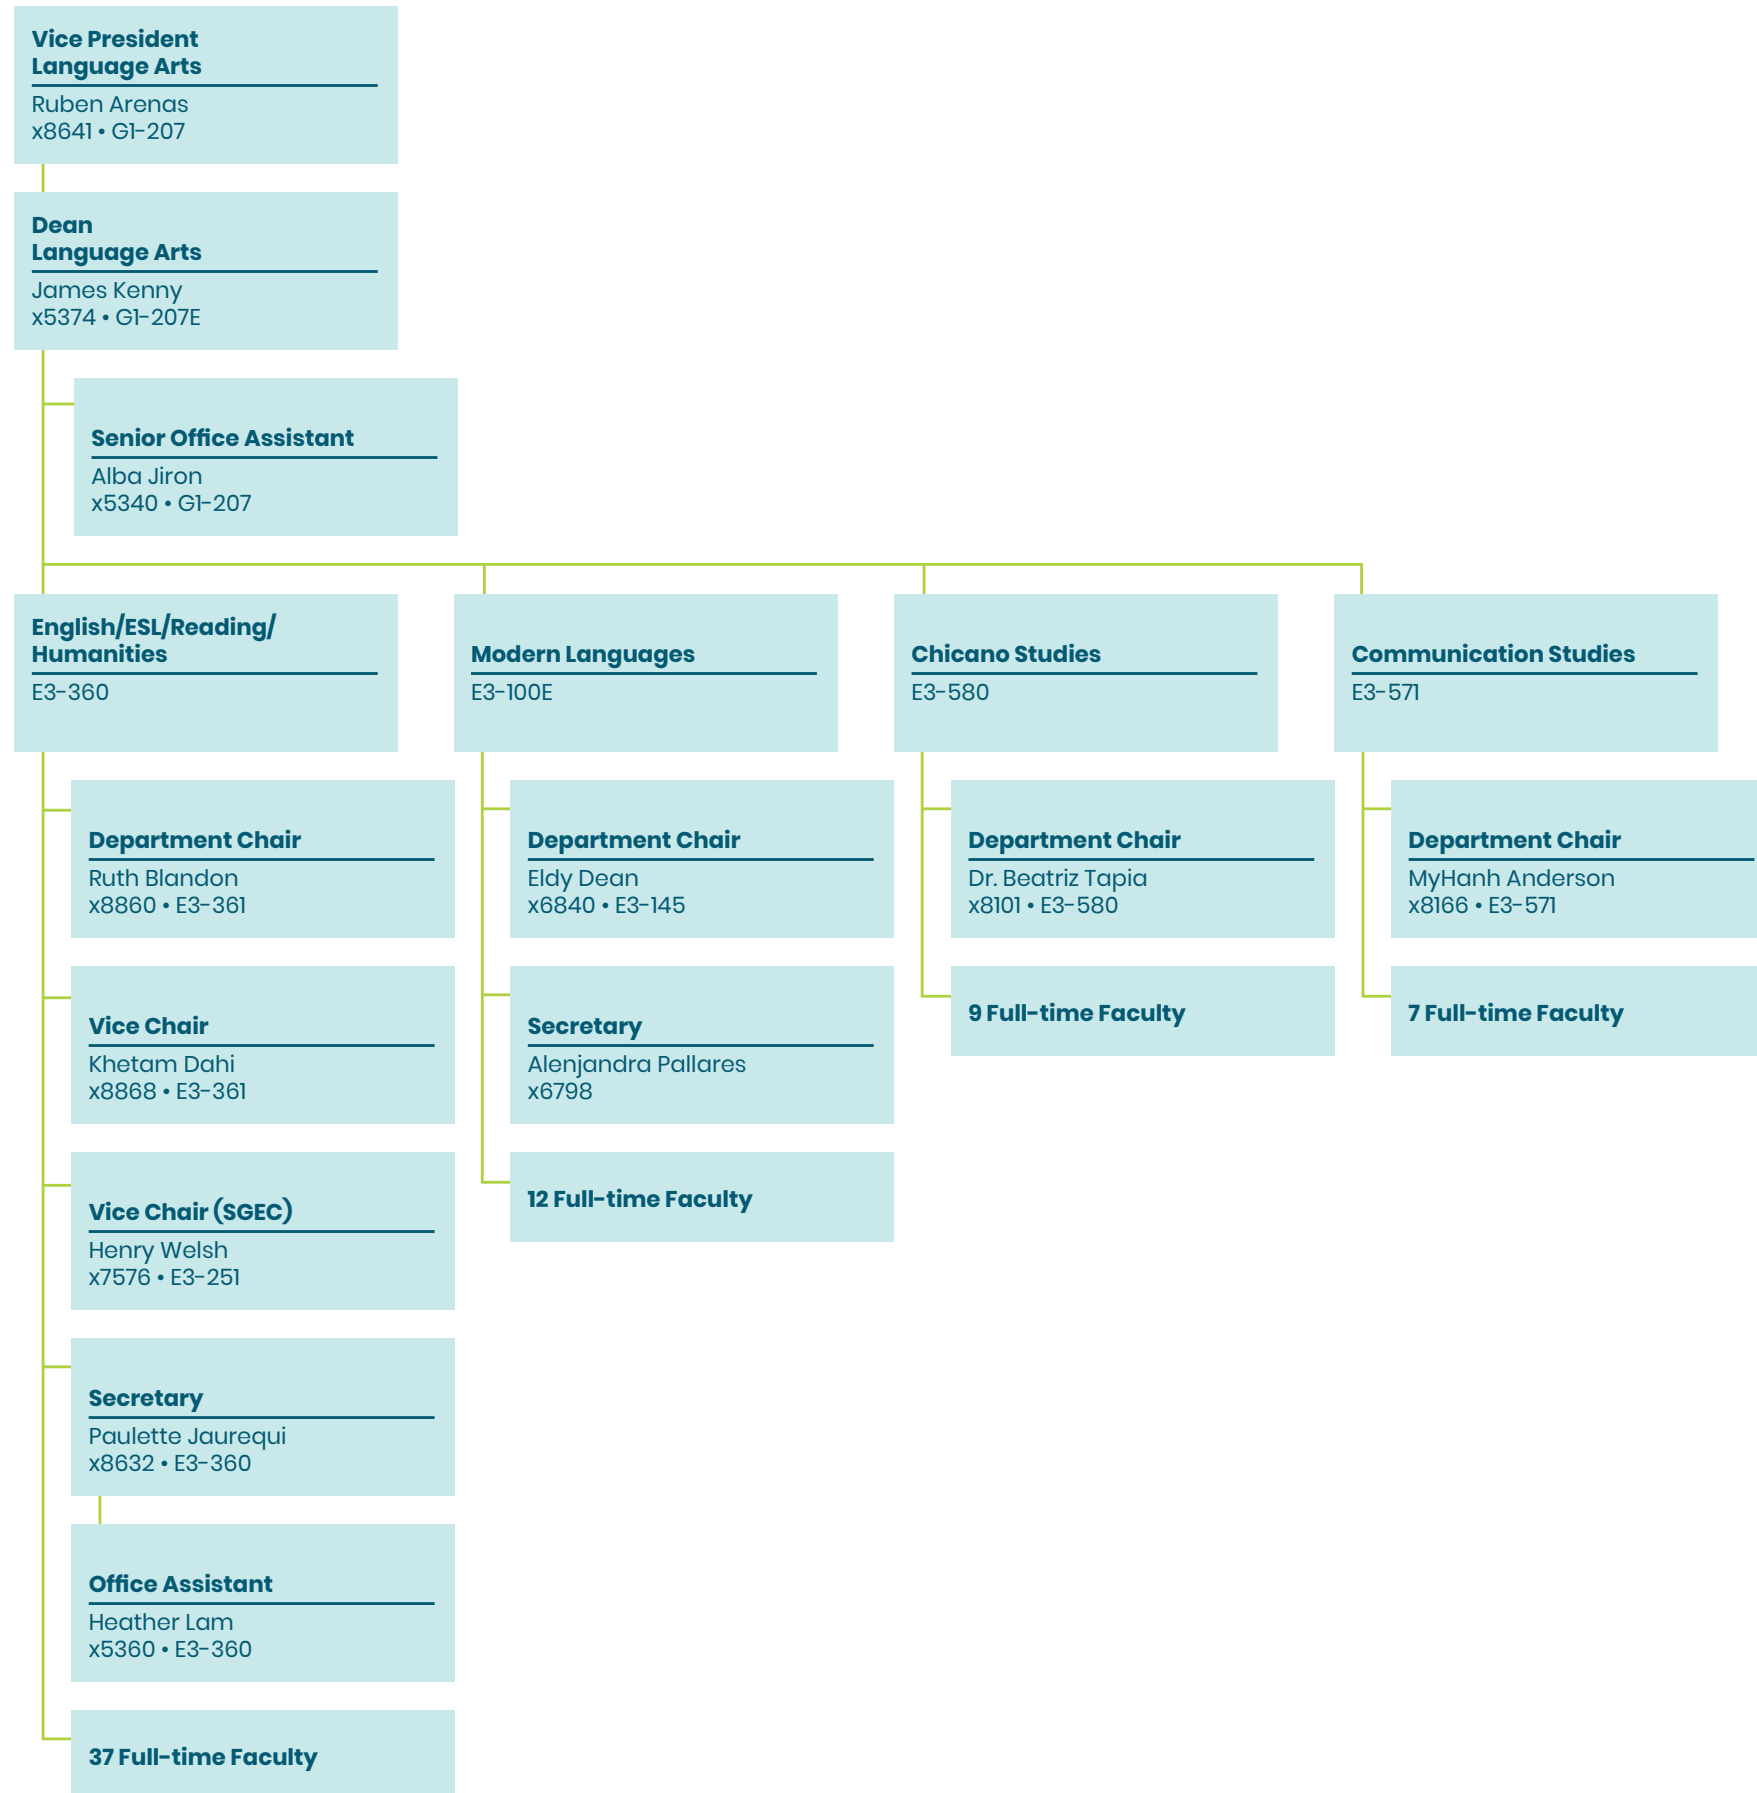 Vice President
Language Arts
Ruben Arenas
x8641 • G1-207
Dean
Language Arts
James Kenny
x5374 • G1-207E
Senior Office Assistant
Alba Jiron
x5340 • G1-207
English/ESL/Reading/
Humanities
E3-360
Department Chair
Ruth Blandon
x8860 • E3-361
Vice Chair
Khetam Dahi
x8868 • E3-361
Vice Chair (SGEC)
Henry Welsh
x7576 • E3-251
Secretary
Paulette Jaurequi
x8632 • E3-360
Office Assistant
Heather Lam
x5360 • E3-360
37 Full-time Faculty
Modern Languages
E3-100E
Department Chair
Eldy Dean
x6840 • E3-145
Secretary
Alenjandra Pallares
x6798
12 Full-time Faculty
Chicano Studies
E3-580
Department Chair
Dr. Beatriz Tapia
x8101 • E3-580
9 Full-time Faculty
Communication Studies
E3-571
Department Chair
MyHanh Anderson
x8166 • E3-571
7 Full-time Faculty